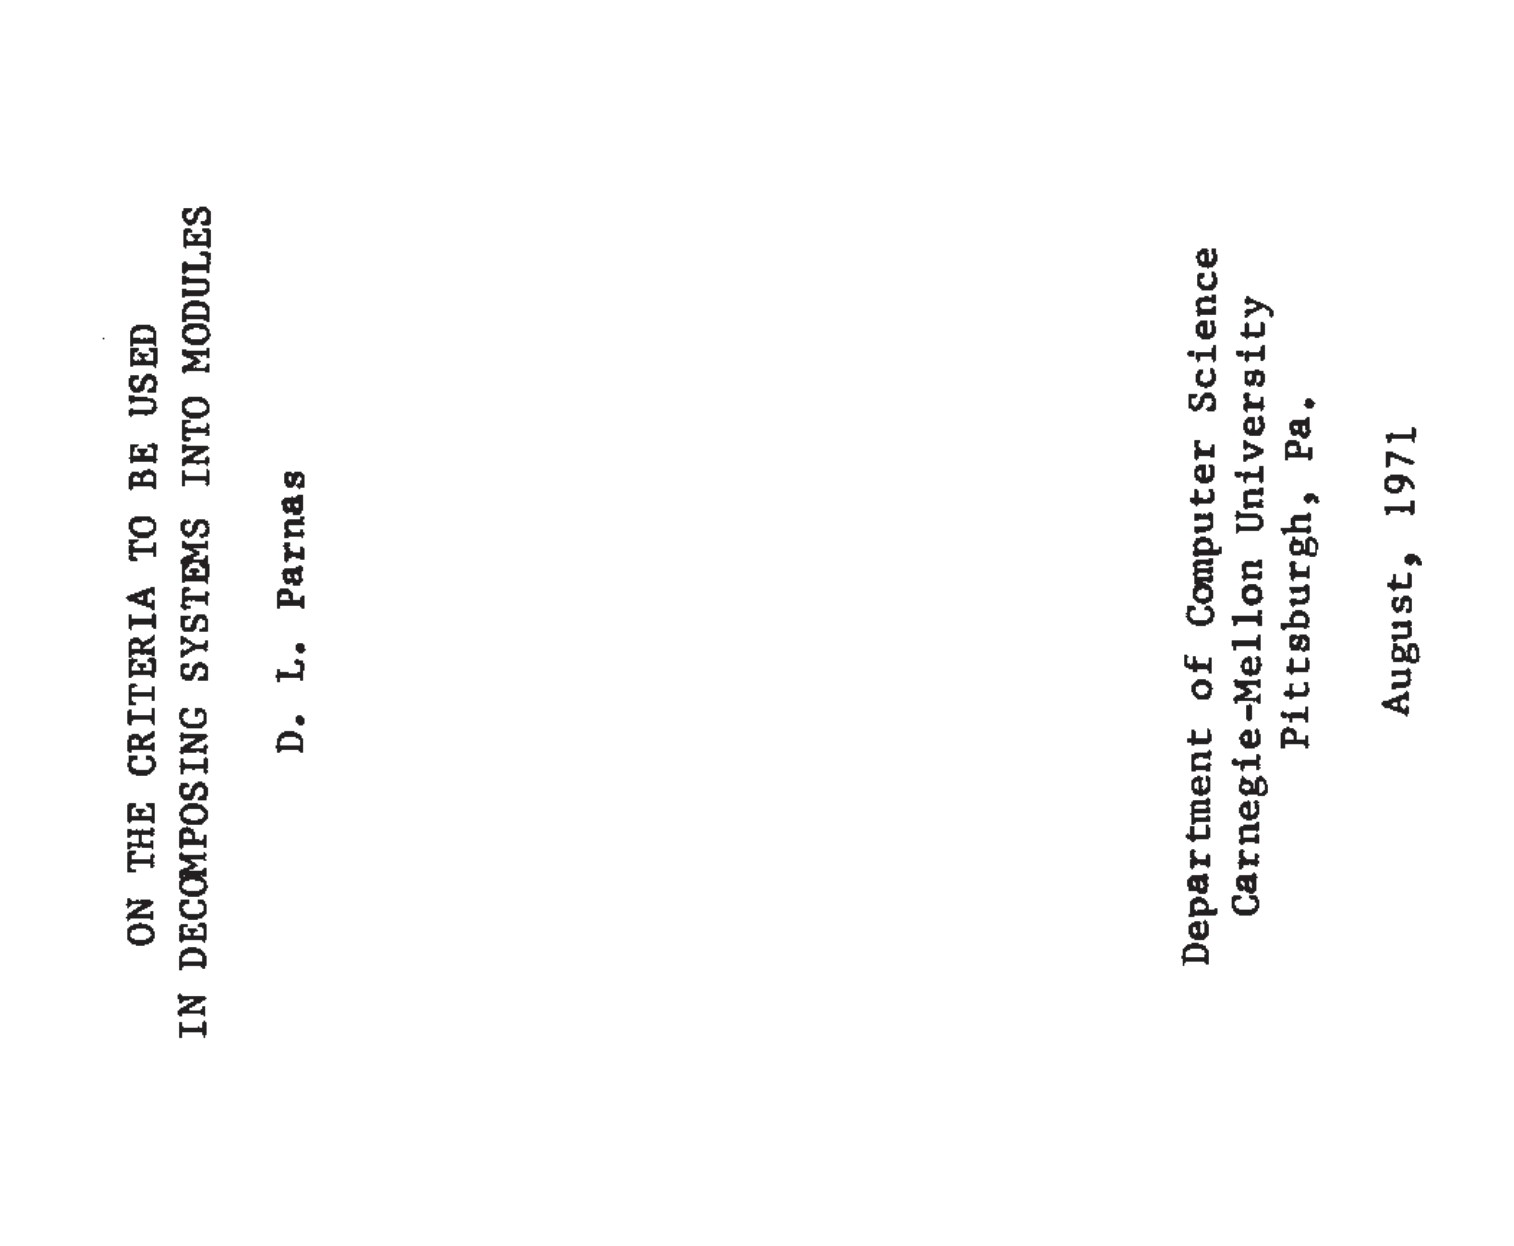 ON THE CRITERIA TO BE USED
IN DECOMPOSING SYSTEMS INTO MODULES
D. L. Parnas
Department of Computer Science
Carnegie-Mellon University
Pittsburgh, Pa.
August, 1971